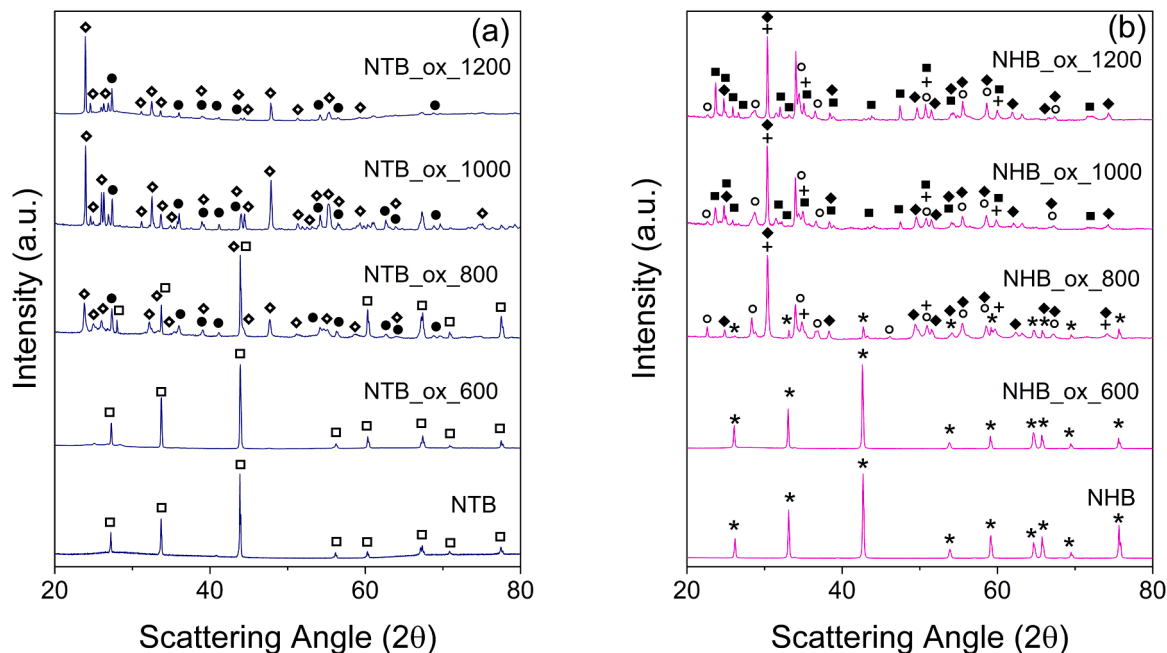 (a)
NTB_ox_1200
NTB_ox_1000
NTB_ox_800
NTB_ox_600
NTB
Intensity (a.u.)
20 40 60 80
Scattering Angle (2θ)
(b)
NHB_ox_1200
NHB_ox_1000
NHB_ox_800
NHB_ox_600
NHB
Intensity (a.u.)
20 40 60 80
Scattering Angle (2θ)